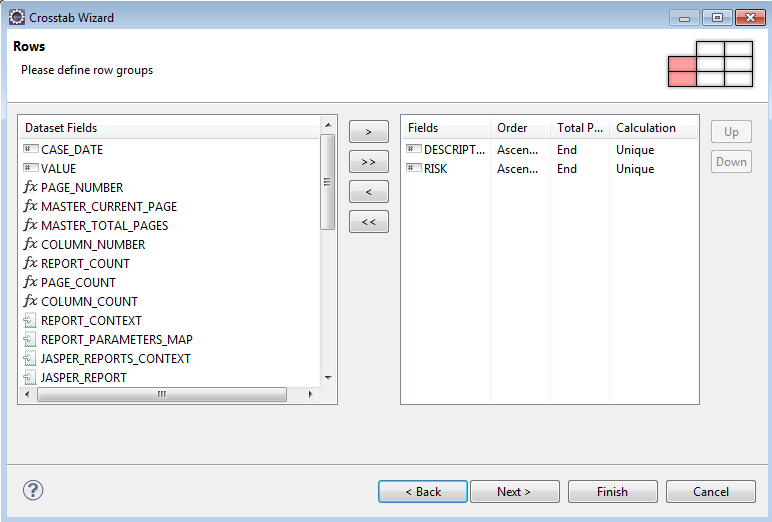 Crosstab Wizard
Rows
Please define row groups
Dataset Fields
CASE_DATE
VALUE
PAGE_NUMBER
MASTER_CURRENT_PAGE
MASTER_TOTAL_PAGES
COLUMN_NUMBER
REPORT_COUNT
PAGE_COUNT
COLUMN_COUNT
REPORT_CONTEXT
REPORT_PARAMETERS_MAP
JASPER_REPORTS_CONTEXT
JASPER_REPORT
>
>>
<
<<
Fields Order Total P... Calculation
DESCRIPT... Ascen... End Unique
RISK Ascen... End Unique
Up
Down
?
< Back Next > Finish Cancel